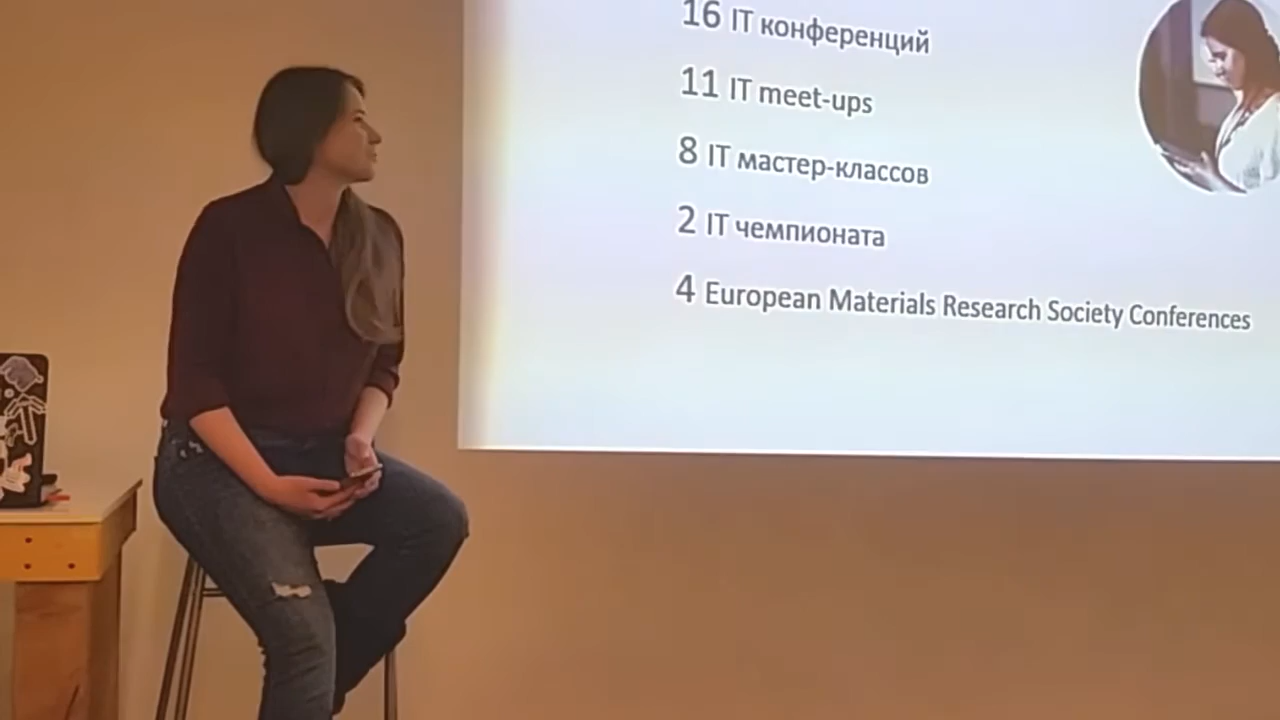 16 IT конференций
11 IT meet-ups
8 IT мастер-классов
2 IT чемпионата
4 European Materials Research Society Conferences